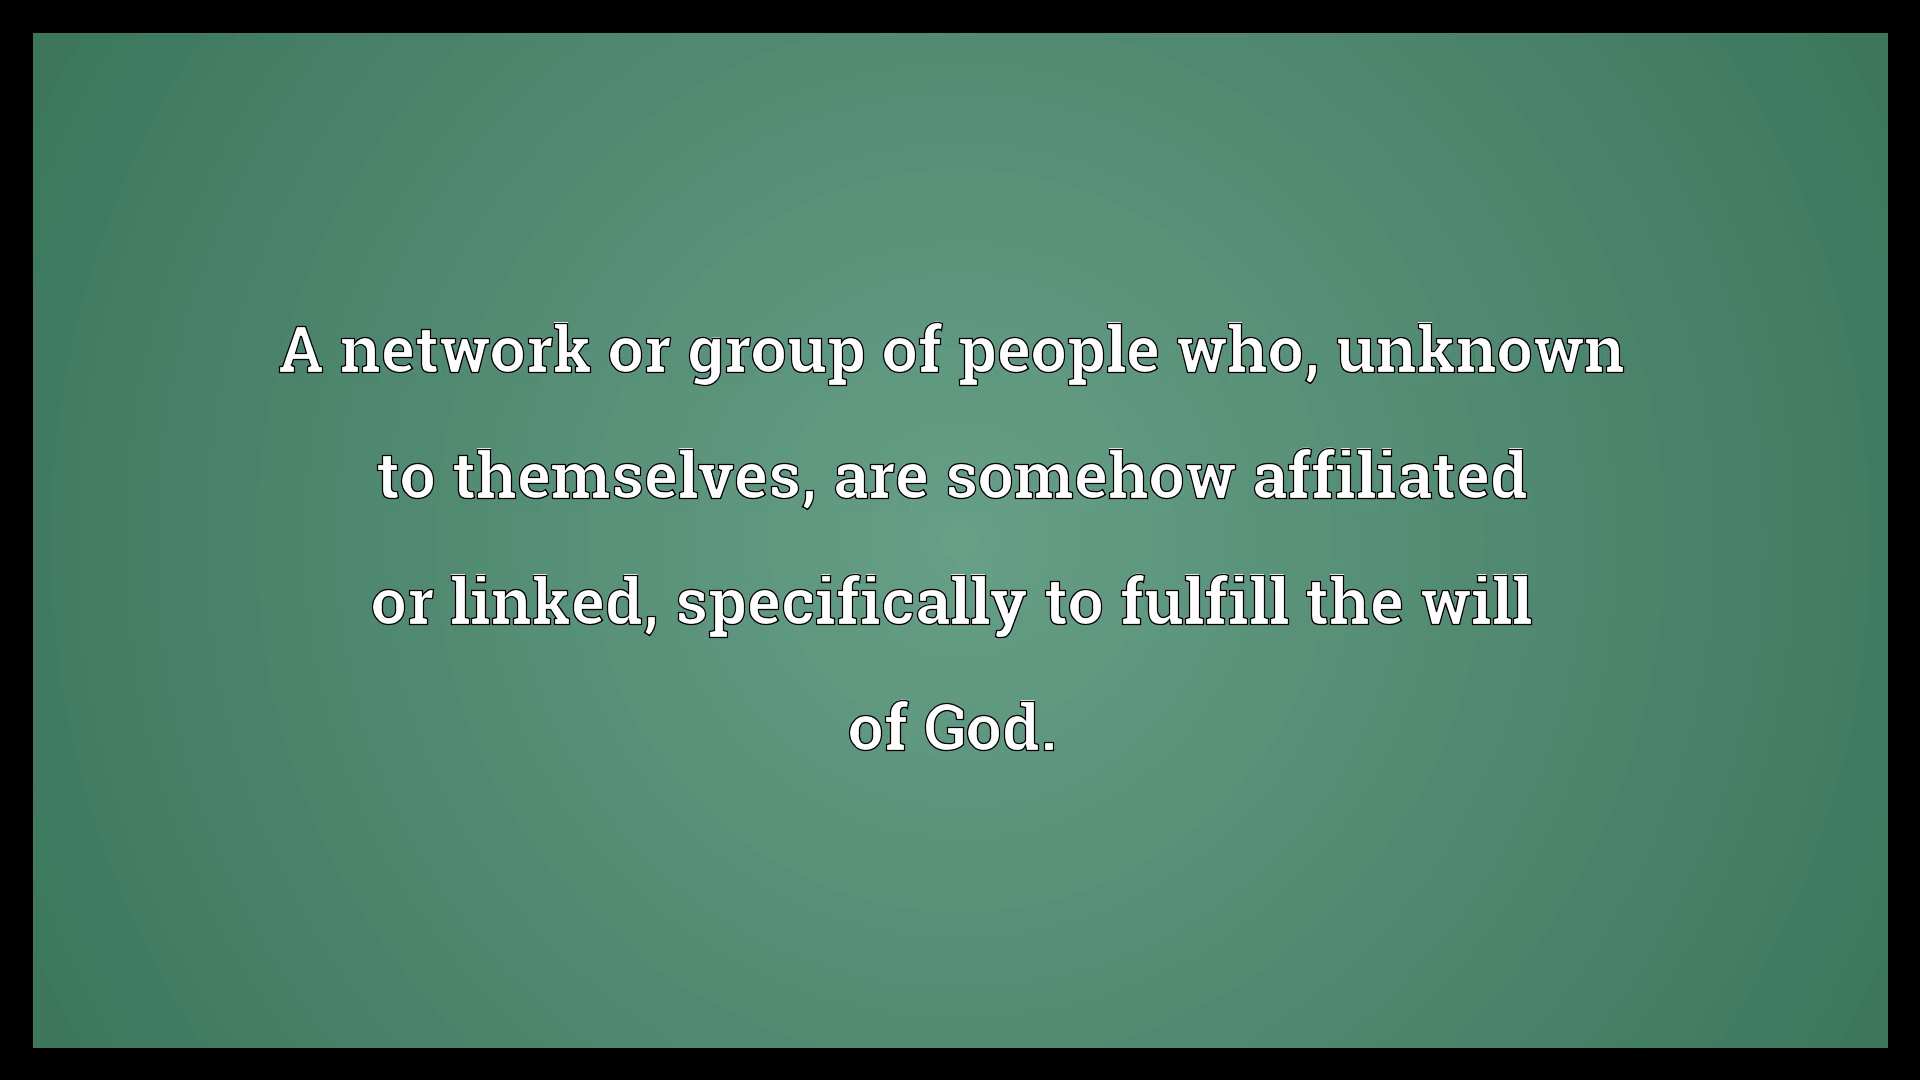 A network or group of people who, unknown
to themselves, are somehow affiliated
or linked, specifically to fulfill the will
of God.